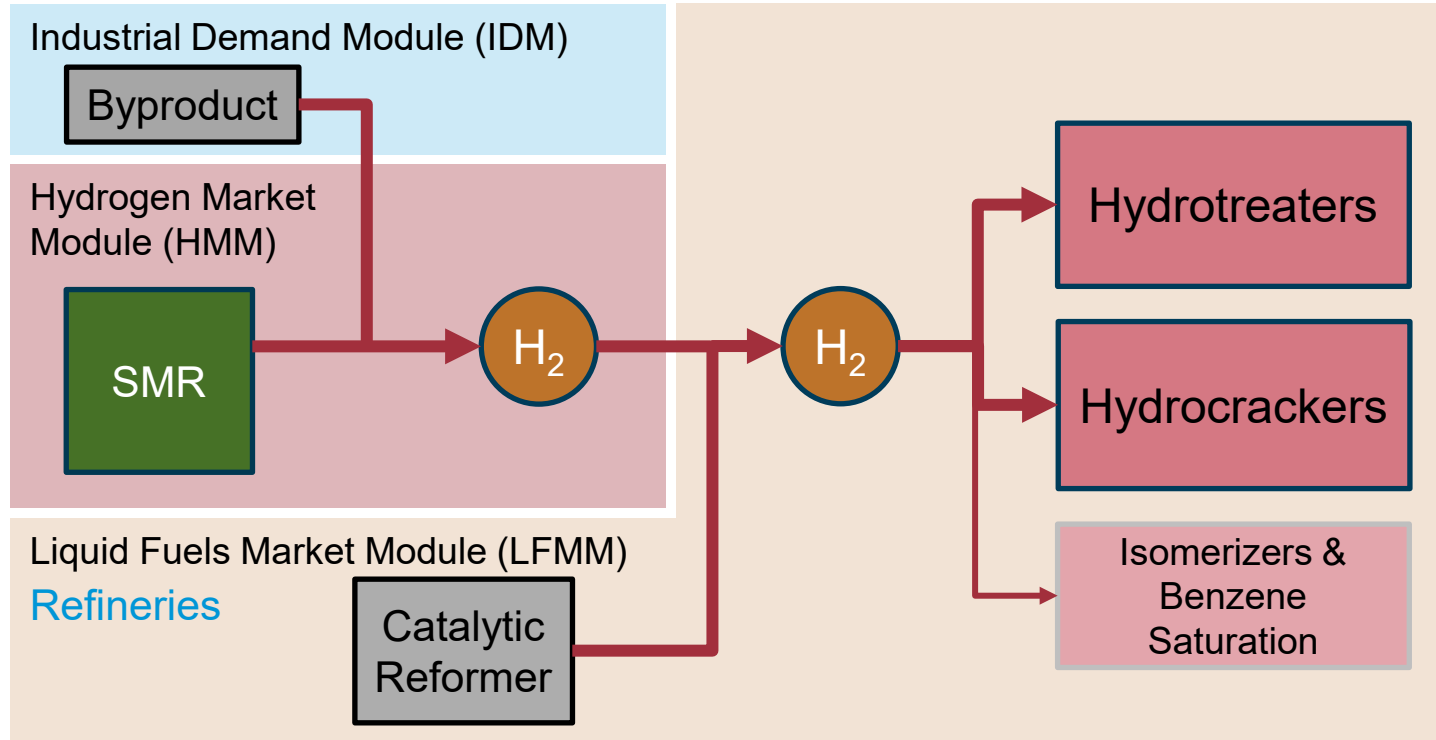 Industrial Demand Module (IDM)
Byproduct
Hydrogen Market
Module (HMM)
SMR
H₂
H₂
Hydrotreaters
Hydrocrackers
Isomerizers &
Benzene
Saturation
Liquid Fuels Market Module (LFMM)
Refineries
Catalytic
Reformer